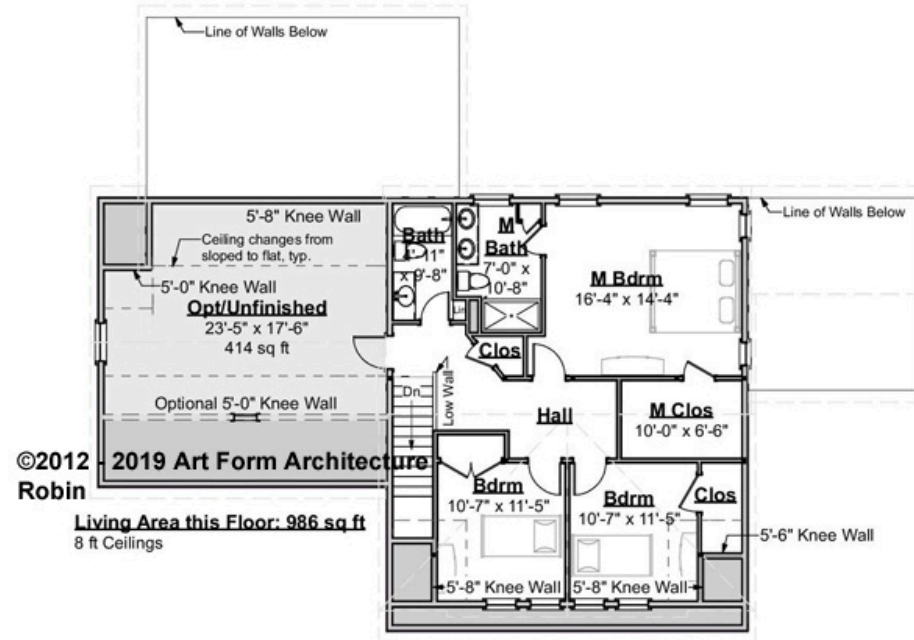 Line of Walls Below
5'-8" Knee Wall
Ceiling changes from
sloped to flat, typ.
5'-0" Knee Wall
Opt/Unfinished
23'-5" x 17'-6"
414 sq ft
Optional 5'-0" Knee Wall
Bath
4'-11"
x 9'-8"
M
Bath
7'-0" x
10'-8"
Lin
M Bdrm
16'-4" x 14'-4"
Line of Walls Below
Clos
Dn
Low Wall
Hall
M Clos
10'-0" x 6'-6"
©2012 - 2019 Art Form Architecture
Robin
Living Area this Floor: 986 sq ft
8 ft Ceilings
Bdrm
10'-7" x 11'-5"
Bdrm
10'-7" x 11'-5"
Clos
5'-6" Knee Wall
5'-8" Knee Wall
5'-8" Knee Wall